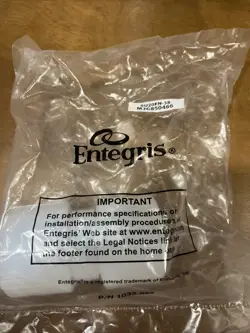 Entegris®
IMPORTANT
For performance specifications or
installation/assembly procedures
Entegris' Web site at www.entegris
and select the Legal Notices
the footer found on the home
Entegris® is a registered trademark of
P/N